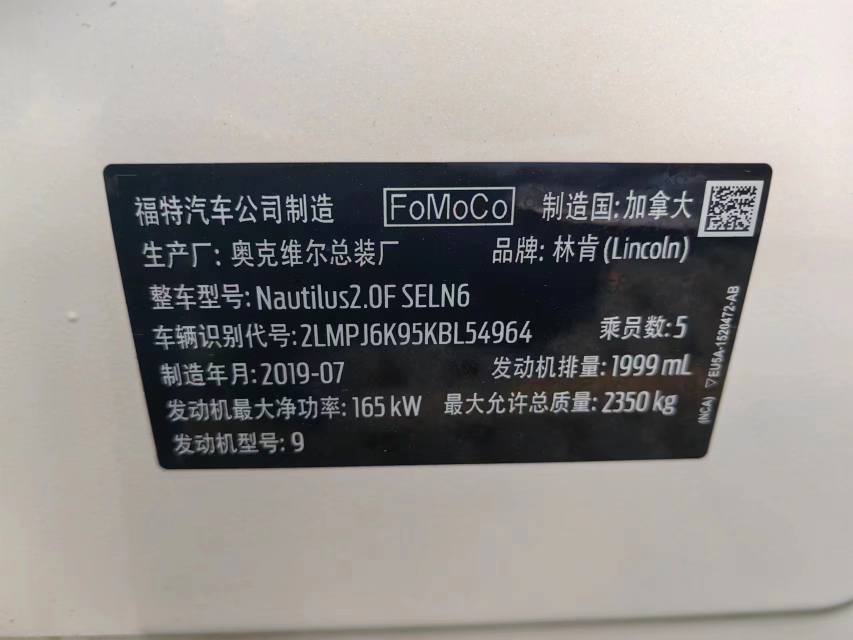 福特汽车公司制造 FoMoCo 制造国:加拿大
生产厂: 奥克维尔总装厂 品牌: 林肯(Lincoln)
整车型号: Nautilus2.0F SELN6
车辆识别代号: 2LMPJ6K95KBL54964 乘员数: 5
制造年月: 2019-07 发动机排量: 1999 mL
发动机最大净功率: 165 kW 最大允许总质量: 2350 kg
发动机型号: 9
(NCA) ▽EU5A-1520472-AB